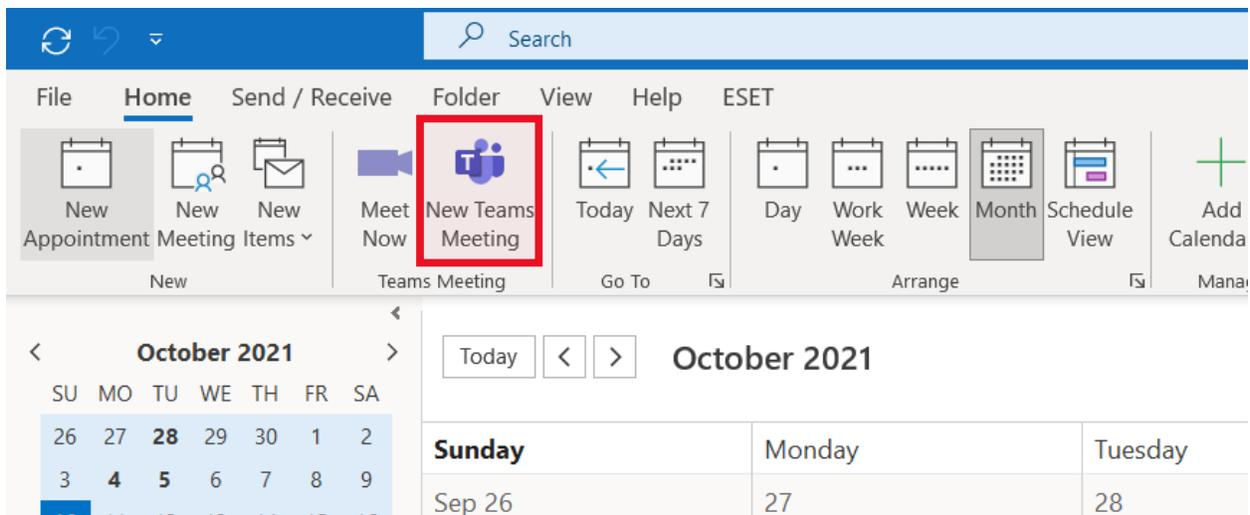 Search
File Home Send / Receive Folder View Help ESET
New Appointment
New Meeting
New Items
Meet Now
New Teams Meeting
Today
Next 7 Days
Day
Work Week
Week
Month
Schedule View
Add Calenda
New
Teams Meeting
Go To
Arrange
Manag
October 2021
SU MO TU WE TH FR SA
26 27 28 29 30 1 2
3 4 5 6 7 8 9
Today
October 2021
Sunday Monday Tuesday
Sep 26 27 28